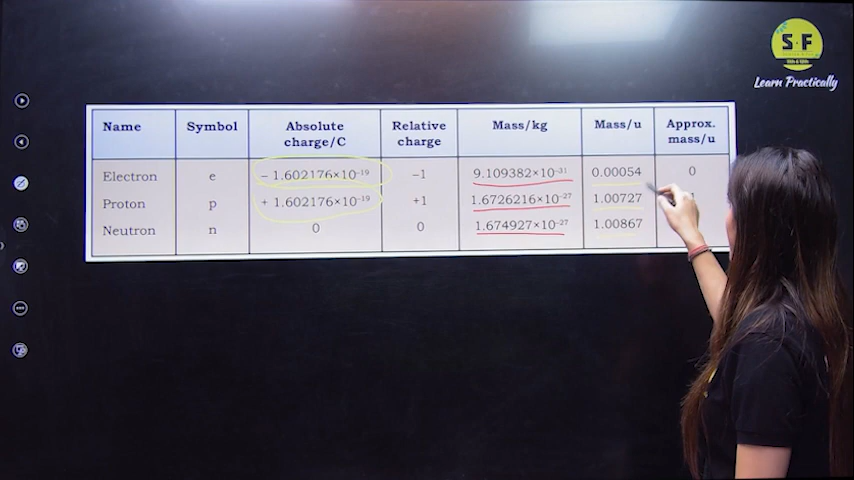 S F
11th & 12th
Learn Practically
Name Symbol Absolute charge/C Relative charge Mass/kg Mass/u Approx. mass/u
Electron e – 1.602176×10⁻¹⁹ –1 9.109382×10⁻³¹ 0.00054 0
Proton p + 1.602176×10⁻¹⁹ +1 1.6726216×10⁻²⁷ 1.00727
Neutron n 0 0 1.674927×10⁻²⁷ 1.00867